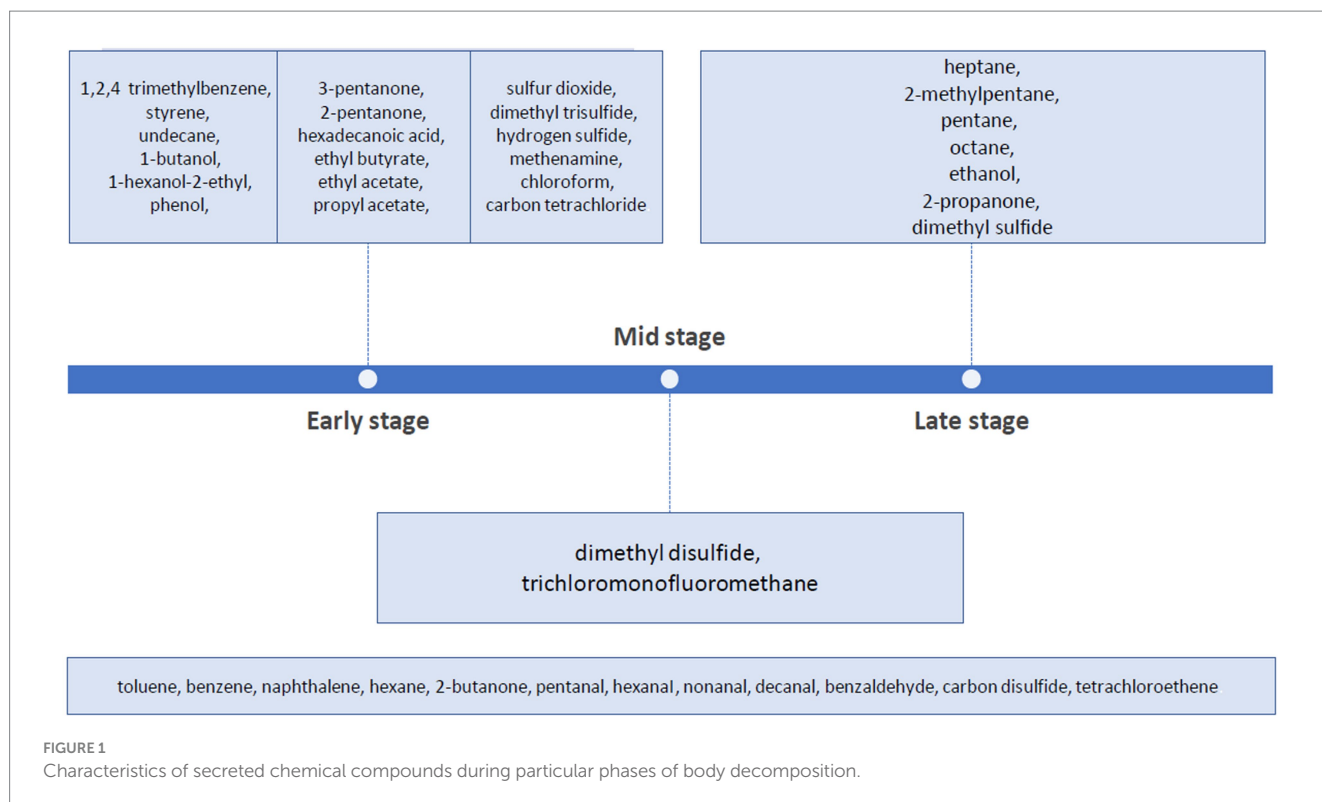 1,2,4 trimethylbenzene,
styrene,
undecane,
1-butanol,
1-hexanol-2-ethyl,
phenol,
3-pentanone,
2-pentanone,
hexadecanoic acid,
ethyl butyrate,
ethyl acetate,
propyl acetate,
sulfur dioxide,
dimethyl trisulfide,
hydrogen sulfide,
methenamine,
chloroform,
carbon tetrachloride
heptane,
2-methylpentane,
pentane,
octane,
ethanol,
2-propanone,
dimethyl sulfide
Mid stage
Early stage
Late stage
dimethyl disulfide,
trichloromonofluoromethane
toluene, benzene, naphthalene, hexane, 2-butanone, pentanal, hexanal, nonanal, decanal, benzaldehyde, carbon disulfide, tetrachloroethene
FIGURE 1
Characteristics of secreted chemical compounds during particular phases of body decomposition.